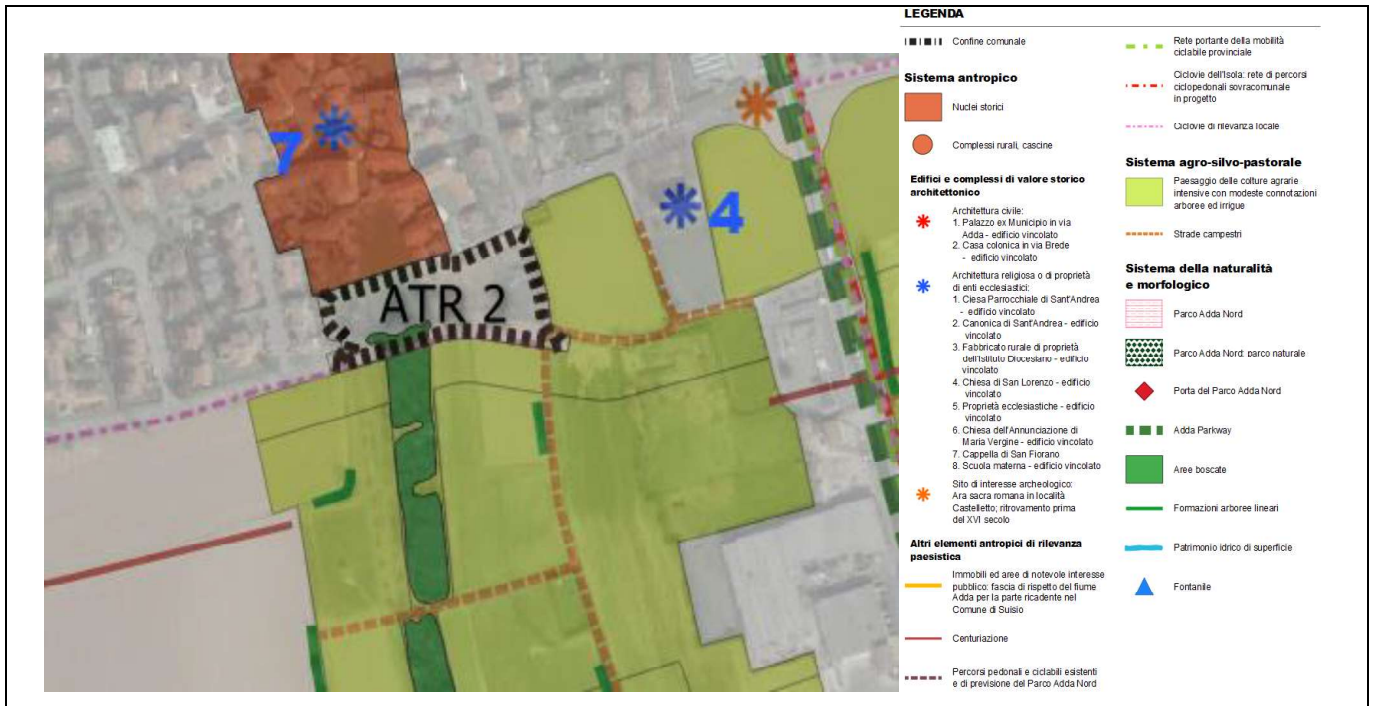 7
4
ATR 2
LEGENDA
Confine comunale
Sistema antropico
Nuclei storici
Complessi rurali, cascine
Edifici e complessi di valore storico
architettonico
Architettura civile:
1. Palazzo ex Municipio in via
Adda - edificio vincolato
2. Casa colonica in via Brede
- edificio vincolato
Architettura religiosa o di proprietà
di enti ecclesiastici:
1. Ciesa Parrocchiale di Sant'Andrea
- edificio vincolato
2. Canonica di Sant'Andrea - edificio
vincolato
3. Fabbricato rurale di proprietà
dell'Istituto Diocesano - edificio
vincolato
4. Chiesa di San Lorenzo - edificio
vincolato
5. Proprietà ecclesiastiche - edificio
vincolato
6. Chiesa dell'Annunciazione di
Maria Vergine - edificio vincolato
7. Cappella di San Fiorano
8. Scuola materna - edificio vincolato
Sito di interesse archeologico:
Ara sacra romana in località
Castelletto; ritrovamento prima
del XVI secolo
Altri elementi antropici di rilevanza
paesistica
Immobili ed aree di notevole interesse
pubblico: fascia di rispetto del fiume
Adda per la parte ricadente nel
Comune di Suisio
Centuriazione
Percorsi pedonali e ciclabili esistenti
e di previsione del Parco Adda Nord
Rete portante della mobilità
ciclabile provinciale
Ciclovie dell'Isola: rete di percorsi
ciclopedonali sovracomunale
in progetto
Ciclovie di rilevanza locale
Sistema agro-silvo-pastorale
Paesaggio delle colture agrarie
intensive con modeste connotazioni
arboree ed irrigue
Strade campestri
Sistema della naturalità
e morfologico
Parco Adda Nord
Parco Adda Nord: parco naturale
Porta del Parco Adda Nord
Adda Parkway
Aree boscate
Formazioni arboree lineari
Patrimonio idrico di superficie
Fontanile